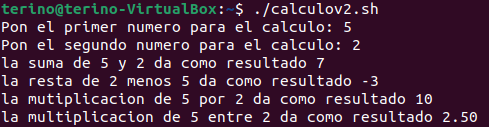 terino@terino-VirtualBox:~$ ./calculov2.sh
Pon el primer numero para el calculo: 5
Pon el segundo numero para el calculo: 2
la suma de 5 y 2 da como resultado 7
la resta de 2 menos 5 da como resultado -3
la mutiplicacion de 5 por 2 da como resultado 10
la multiplicacion de 5 entre 2 da como resultado 2.50